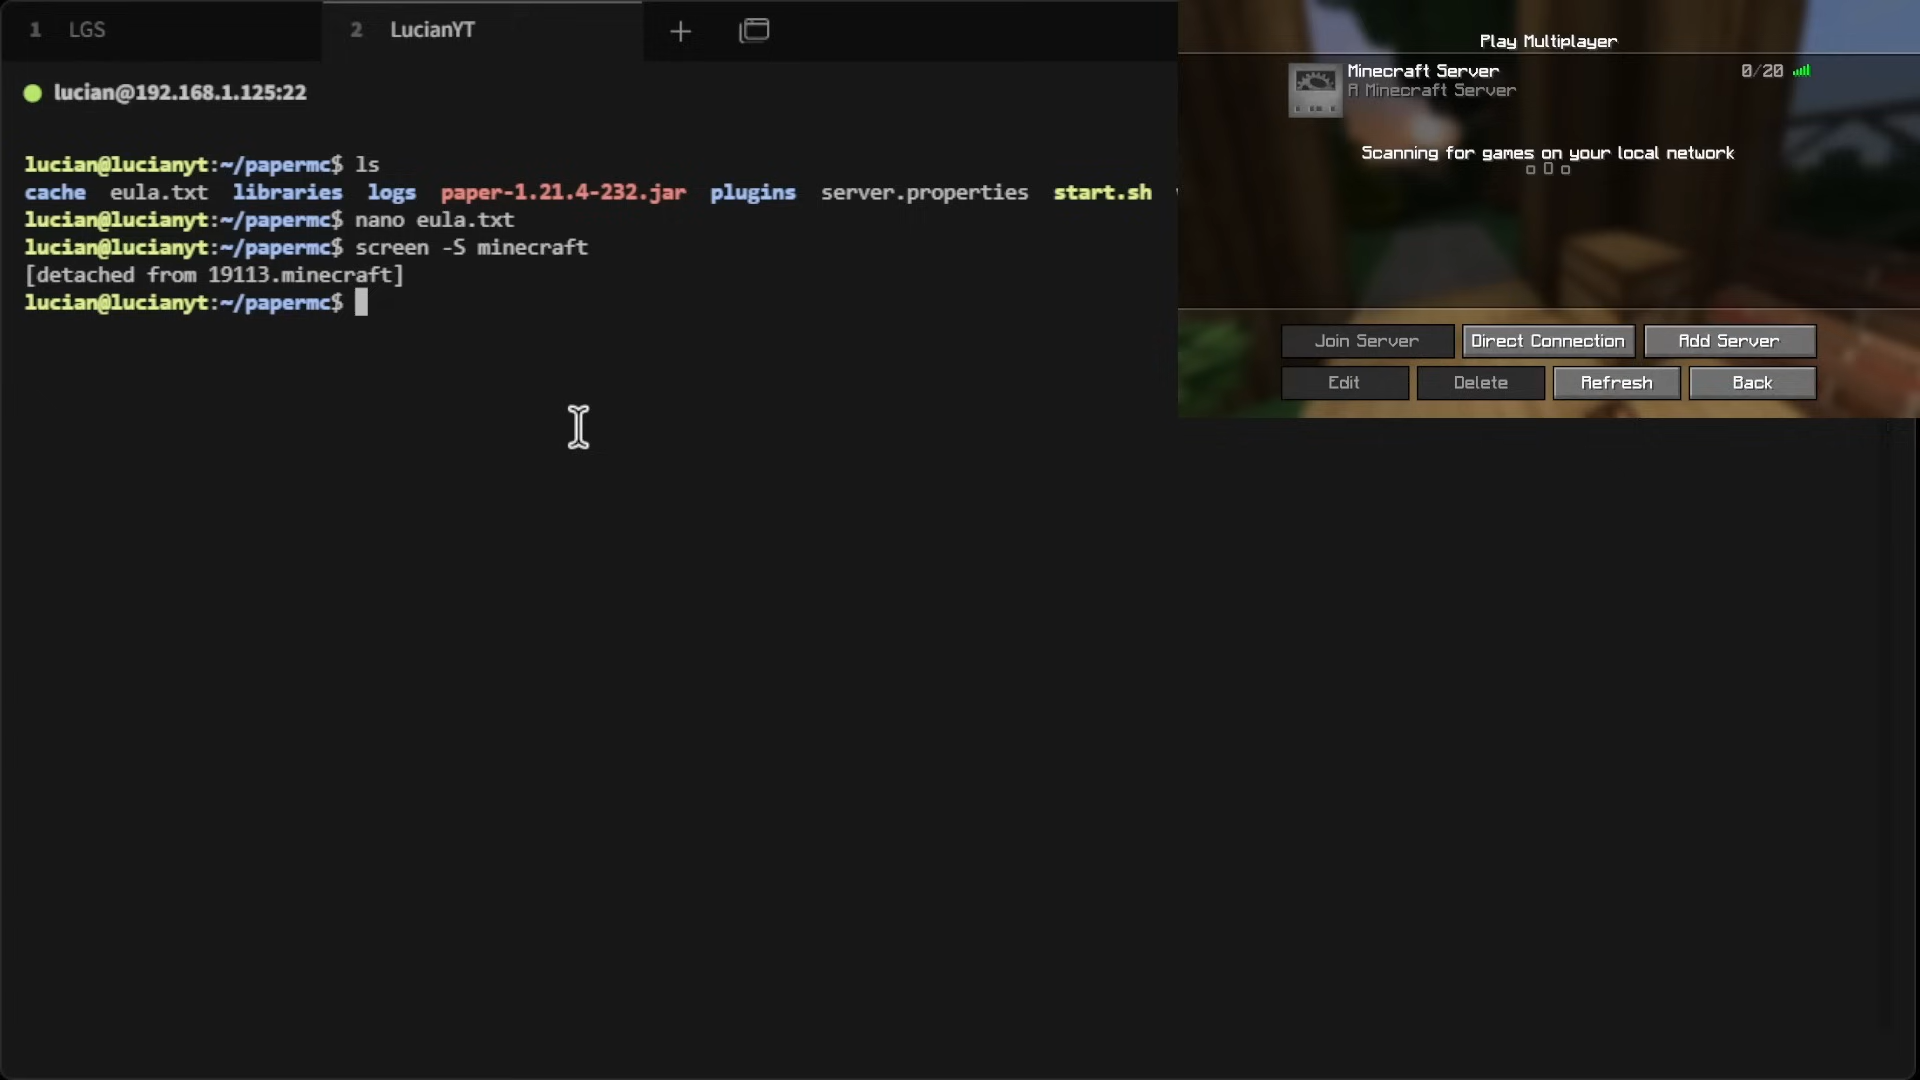 1 LGS
2 LucianYT
lucian@192.168.1.125:22
lucian@lucianyt:~/papermc$ ls
cache eula.txt libraries logs paper-1.21.4-232.jar plugins server.properties start.sh
lucian@lucianyt:~/papermc$ nano eula.txt
lucian@lucianyt:~/papermc$ screen -S minecraft
[detached from 19113.minecraft]
lucian@lucianyt:~/papermc$
Play Multiplayer
Minecraft Server 0/20
A Minecraft Server
Scanning for games on your local network
Join Server Direct Connection Add Server
Edit Delete Refresh Back